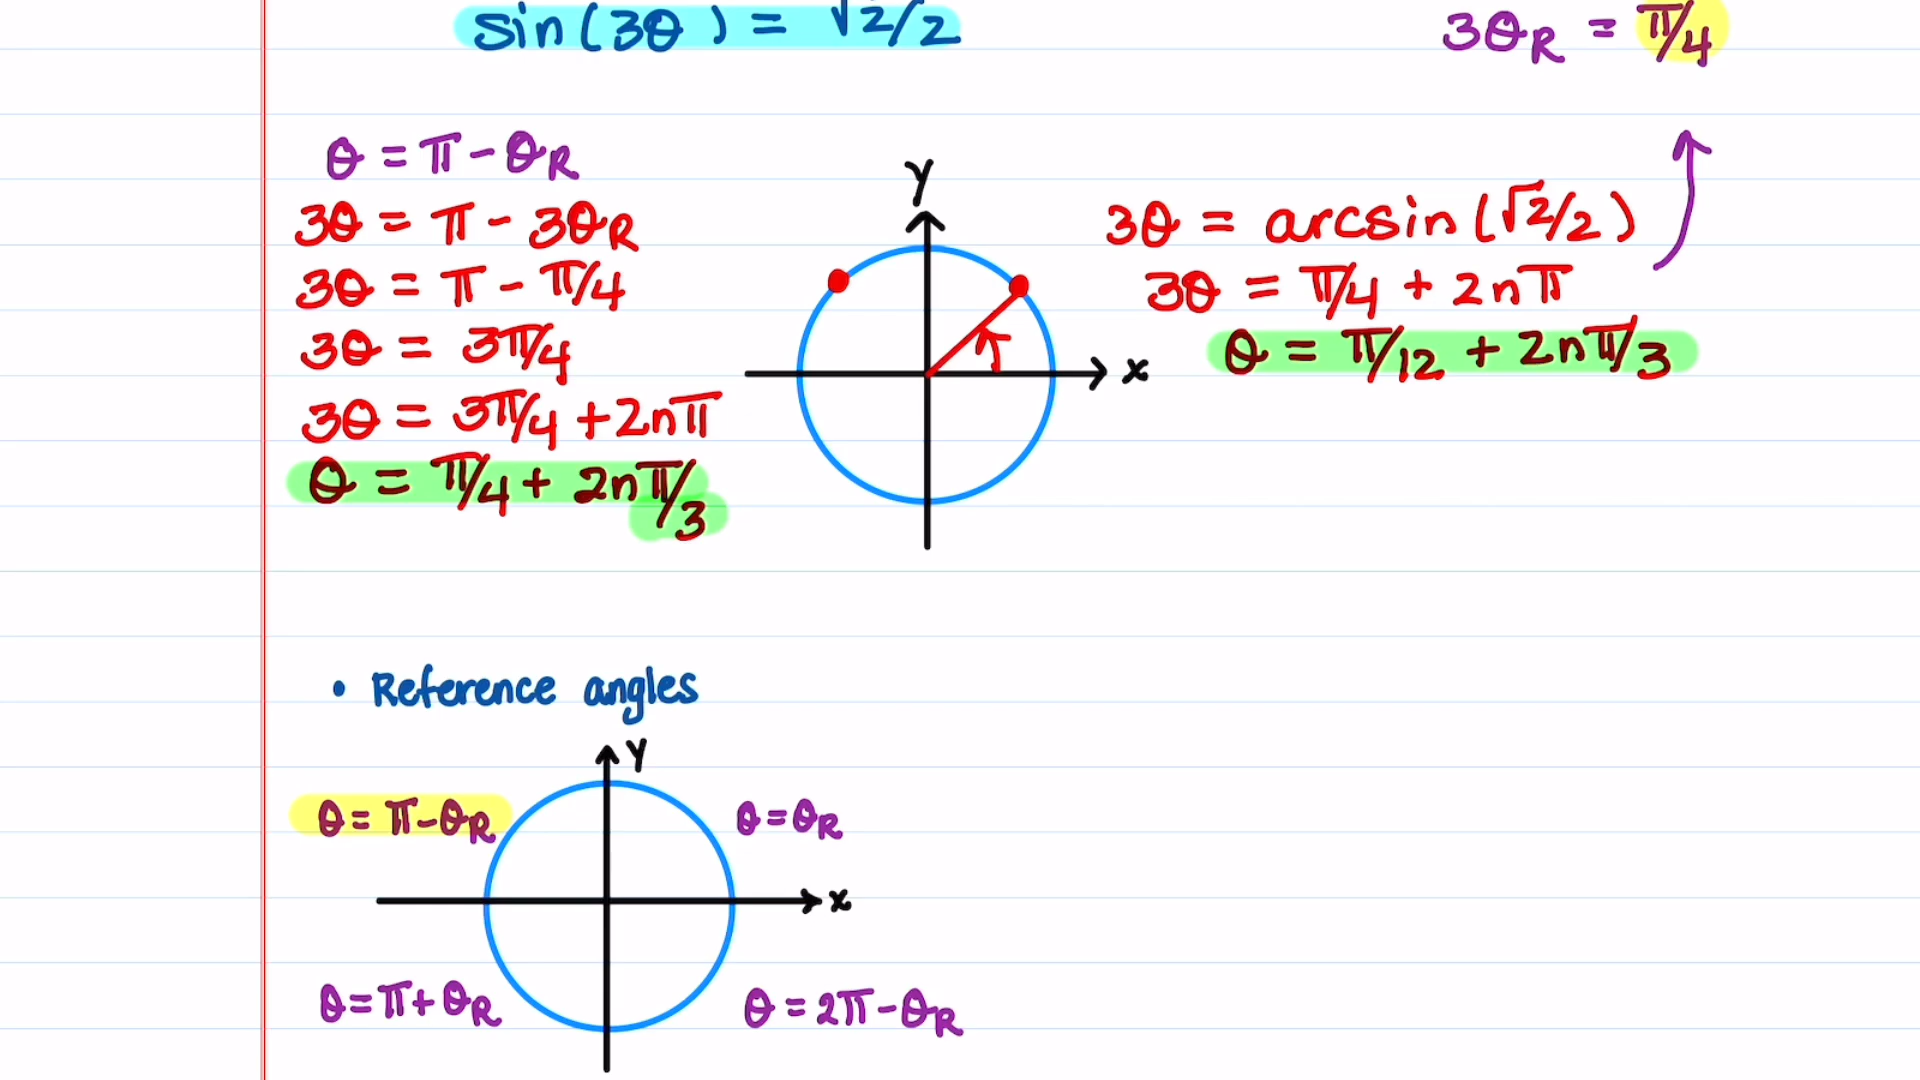 sin(3θ) = √2/2
3θR = π/4
θ = π - θR
3θ = π - 3θR
3θ = π - π/4
3θ = 3π/4
3θ = 3π/4 + 2nπ
θ = π/4 + 2nπ/3
y
x
3θ = arcsin(√2/2)
3θ = π/4 + 2nπ
θ = π/12 + 2nπ/3
• Reference angles
y
θ = π-θR
θ=θR
x
θ=π+θR
θ = 2π-θR